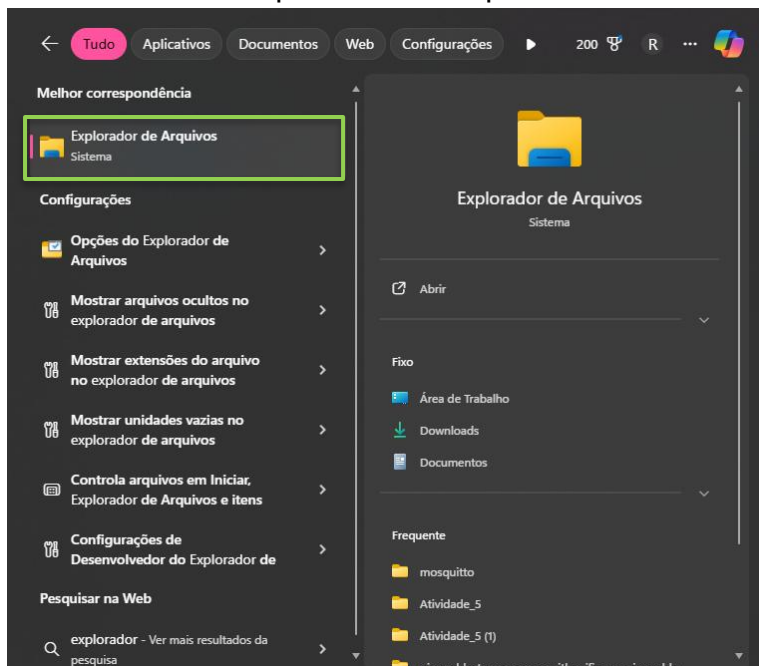 Tudo Aplicativos Documentos Web Configurações 200 R ...
Melhor correspondência
Explorador de Arquivos
Sistema
Configurações
Opções do Explorador de
Arquivos
Mostrar arquivos ocultos no
explorador de arquivos
Mostrar extensões do arquivo
no explorador de arquivos
Mostrar unidades vazias no
explorador de arquivos
Controla arquivos em Iniciar,
Explorador de Arquivos e itens
Configurações de
Desenvolvedor do Explorador de
Pesquisar na Web
explorador - Ver mais resultados da
pesquisa
Explorador de Arquivos
Sistema
Abrir
Fixo
Área de Trabalho
Downloads
Documentos
Frequente
mosquitto
Atividade_5
Atividade_5 (1)